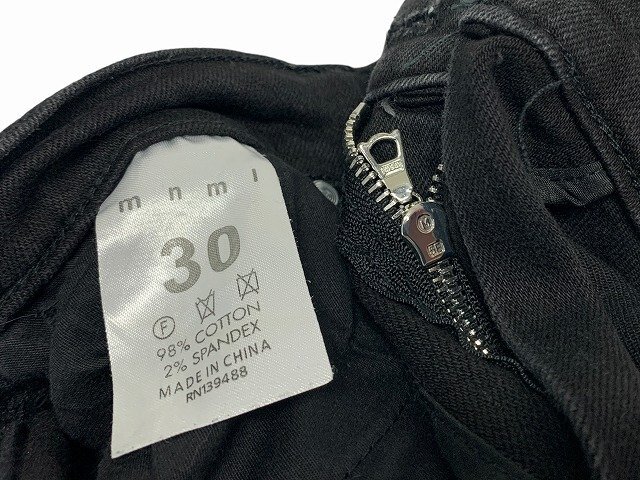 mnml
30
F
98% COTTON
2% SPANDEX
MADE IN CHINA
RN139488